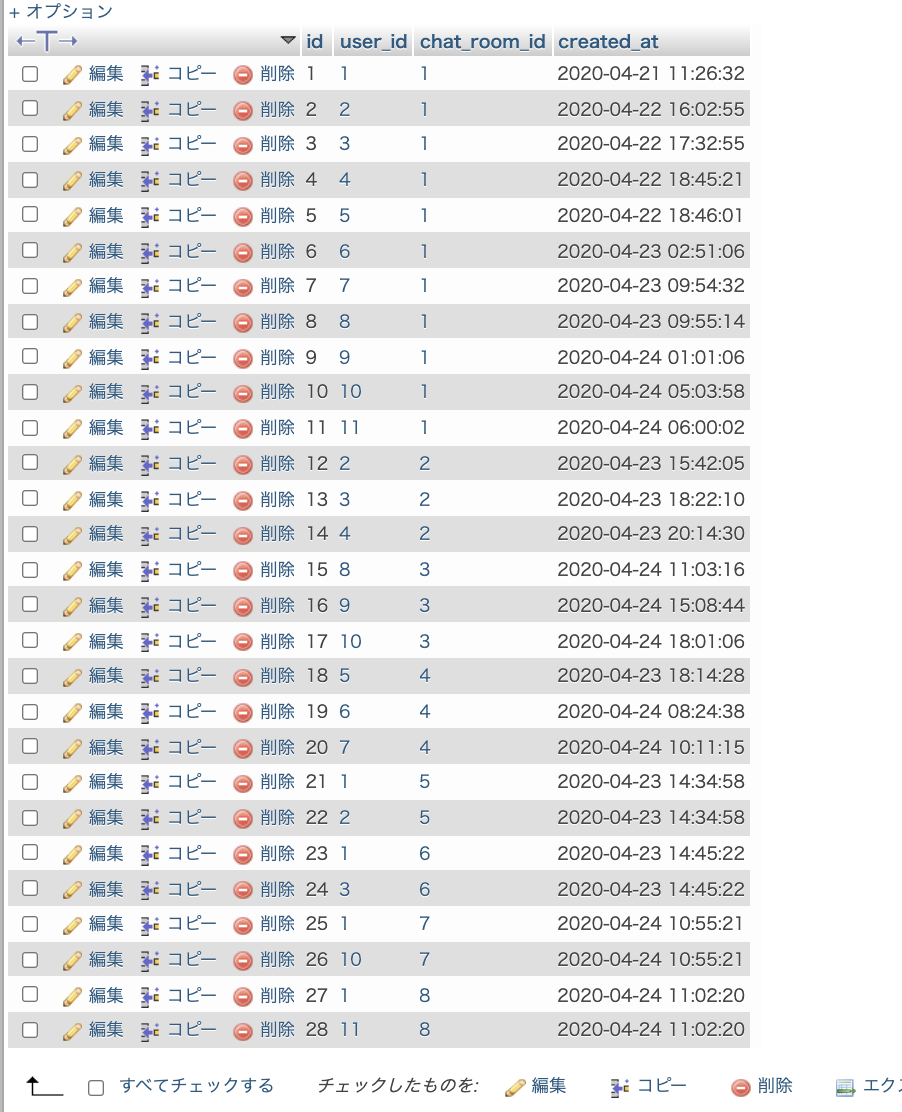 + オプション
←T→ id user_id chat_room_id created_at
編集 コピー 削除 1 1 1 2020-04-21 11:26:32
編集 コピー 削除 2 2 1 2020-04-22 16:02:55
編集 コピー 削除 3 3 1 2020-04-22 17:32:55
編集 コピー 削除 4 4 1 2020-04-22 18:45:21
編集 コピー 削除 5 5 1 2020-04-22 18:46:01
編集 コピー 削除 6 6 1 2020-04-23 02:51:06
編集 コピー 削除 7 7 1 2020-04-23 09:54:32
編集 コピー 削除 8 8 1 2020-04-23 09:55:14
編集 コピー 削除 9 9 1 2020-04-24 01:01:06
編集 コピー 削除 10 10 1 2020-04-24 05:03:58
編集 コピー 削除 11 11 1 2020-04-24 06:00:02
編集 コピー 削除 12 2 2 2020-04-23 15:42:05
編集 コピー 削除 13 3 2 2020-04-23 18:22:10
編集 コピー 削除 14 4 2 2020-04-23 20:14:30
編集 コピー 削除 15 8 3 2020-04-24 11:03:16
編集 コピー 削除 16 9 3 2020-04-24 15:08:44
編集 コピー 削除 17 10 3 2020-04-24 18:01:06
編集 コピー 削除 18 5 4 2020-04-23 18:14:28
編集 コピー 削除 19 6 4 2020-04-24 08:24:38
編集 コピー 削除 20 7 4 2020-04-24 10:11:15
編集 コピー 削除 21 1 5 2020-04-23 14:34:58
編集 コピー 削除 22 2 5 2020-04-23 14:34:58
編集 コピー 削除 23 1 6 2020-04-23 14:45:22
編集 コピー 削除 24 3 6 2020-04-23 14:45:22
編集 コピー 削除 25 1 7 2020-04-24 10:55:21
編集 コピー 削除 26 10 7 2020-04-24 10:55:21
編集 コピー 削除 27 1 8 2020-04-24 11:02:20
編集 コピー 削除 28 11 8 2020-04-24 11:02:20
すべてチェックする チェックしたものを: 編集 コピー 削除 エク